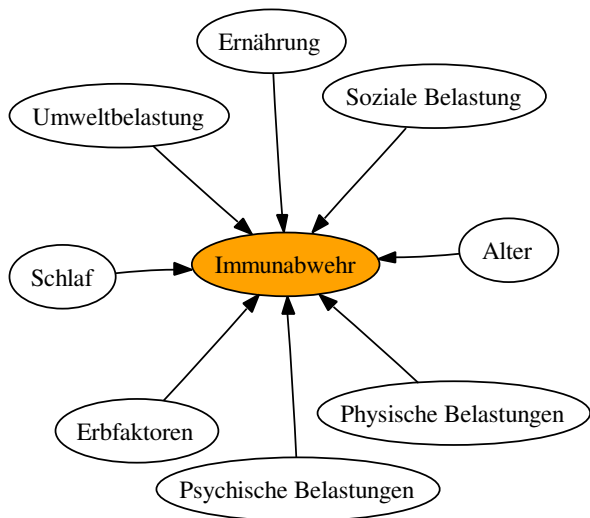 Ernährung
Soziale Belastung
Umweltbelastung
Alter
Immunabwehr
Schlaf
Physische Belastungen
Erbfaktoren
Psychische Belastungen